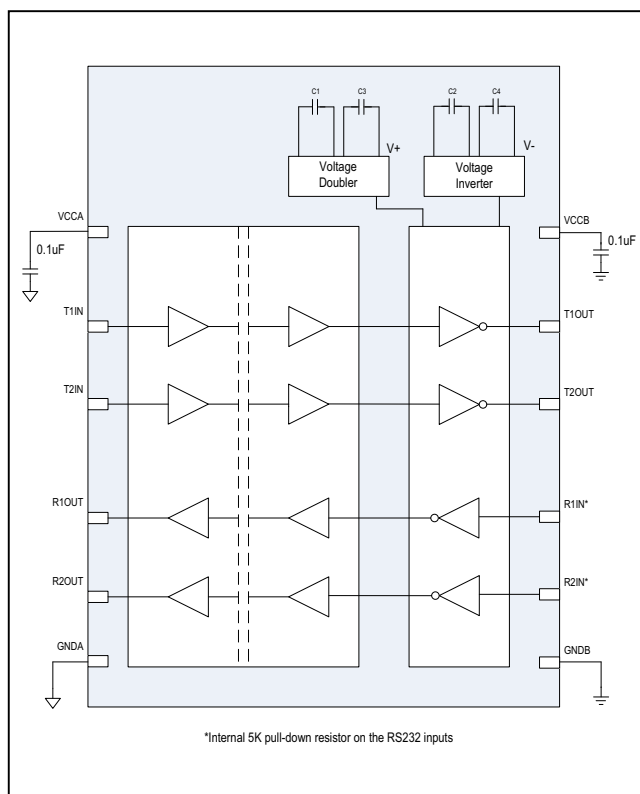 C1
C3
C2
C4
V+
V-
Voltage
Doubler
Voltage
Inverter
VCCA
VCCB
0.1uF
0.1uF
T1IN
T1OUT
T2IN
T2OUT
R1OUT
R1IN*
R2OUT
R2IN*
GNDA
GNDB
*Internal 5K pull-down resistor on the RS232 inputs